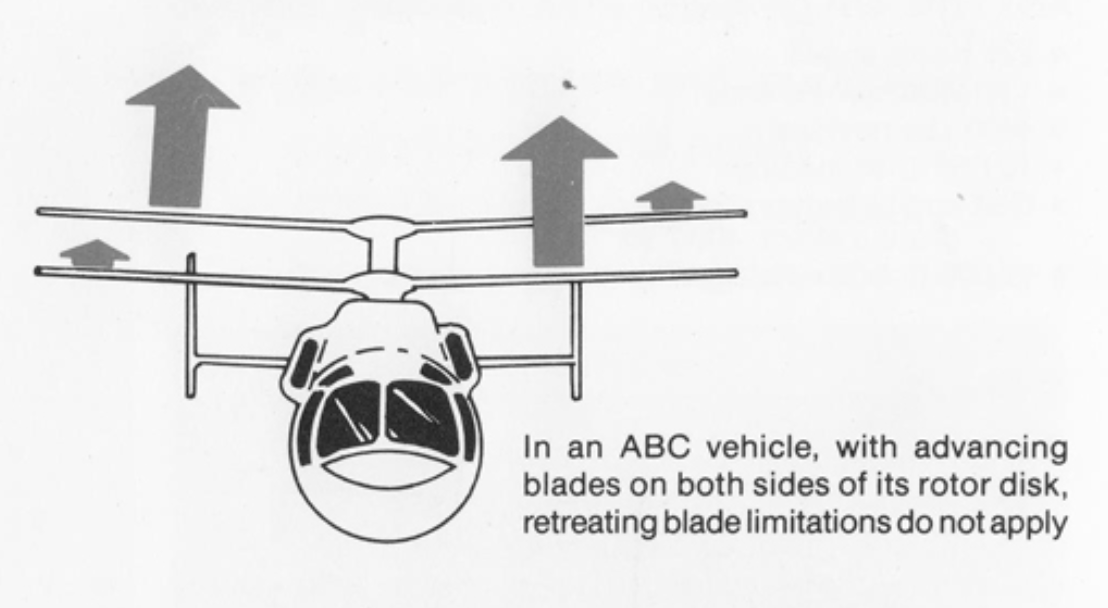 In an ABC vehicle, with advancing
blades on both sides of its rotor disk,
retreating blade limitations do not apply